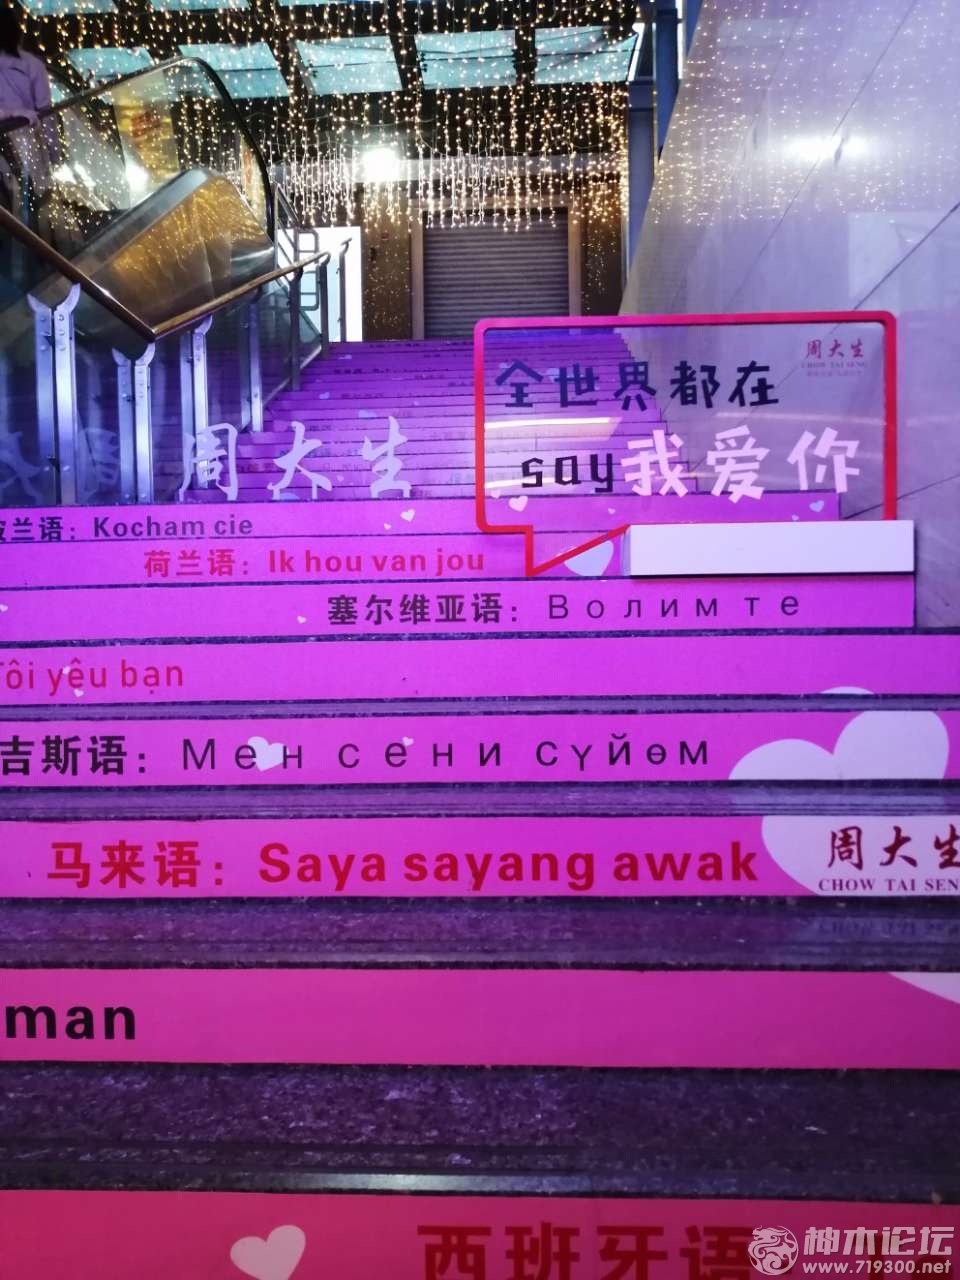 周大生
CHOW TAI SENG
全世界都在
say我爱你
周大生
波兰语：Kocham cie
荷兰语：Ik hou van jou
塞尔维亚语：Волим те
Tôi yêu bạn
吉斯语：Мен сени сүйөм
马来语：Saya sayang awak
周大生
CHOW TAI SEN
man
西班牙语
神木论坛
www.719300.net